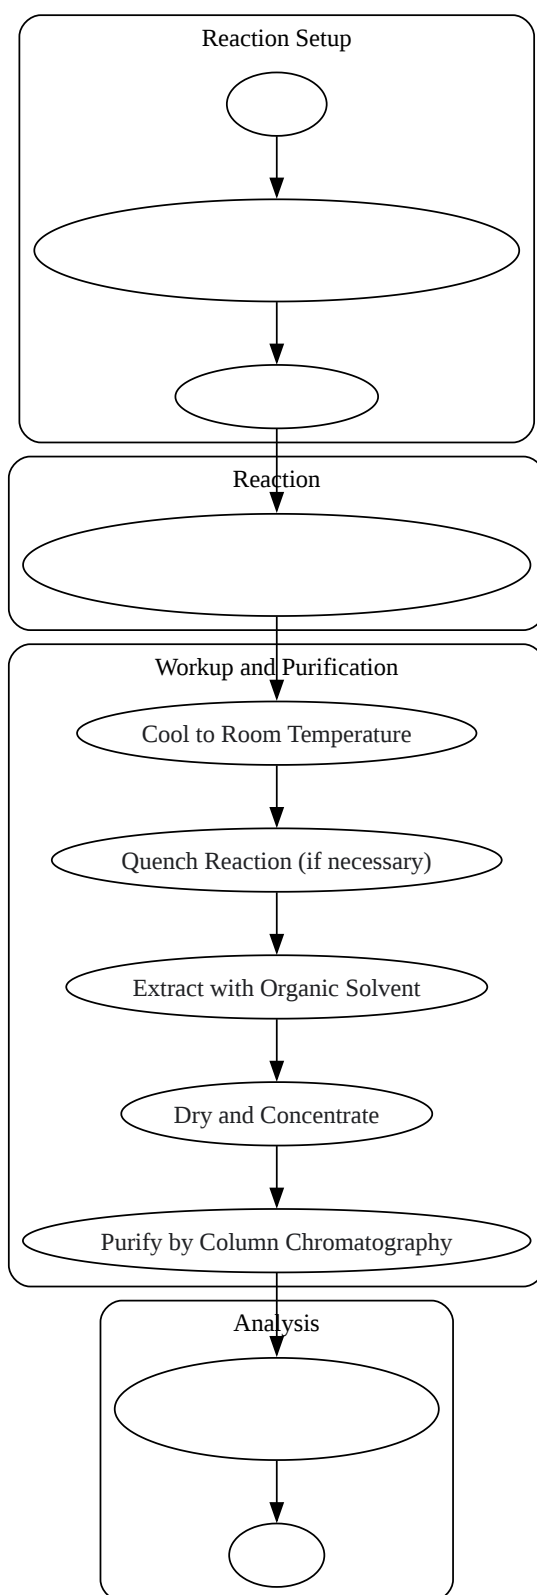 Reaction Setup
Reaction
Workup and Purification
Cool to Room Temperature
Quench Reaction (if necessary)
Extract with Organic Solvent
Dry and Concentrate
Purify by Column Chromatography
Analysis